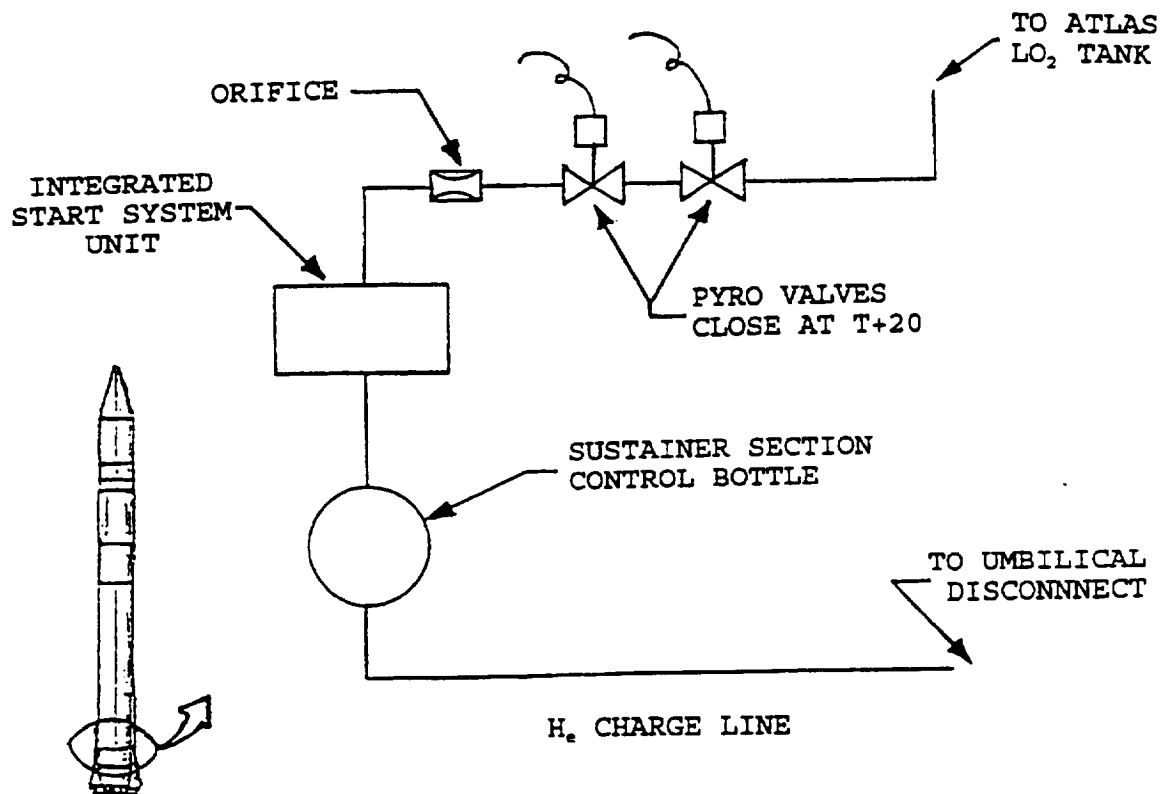 TO ATLAS
LO₂ TANK
ORIFICE
INTEGRATED
START SYSTEM
UNIT
PYRO VALVES
CLOSE AT T+20
SUSTAINER SECTION
CONTROL BOTTLE
TO UMBILICAL
DISCONNNECT
Hₑ CHARGE LINE